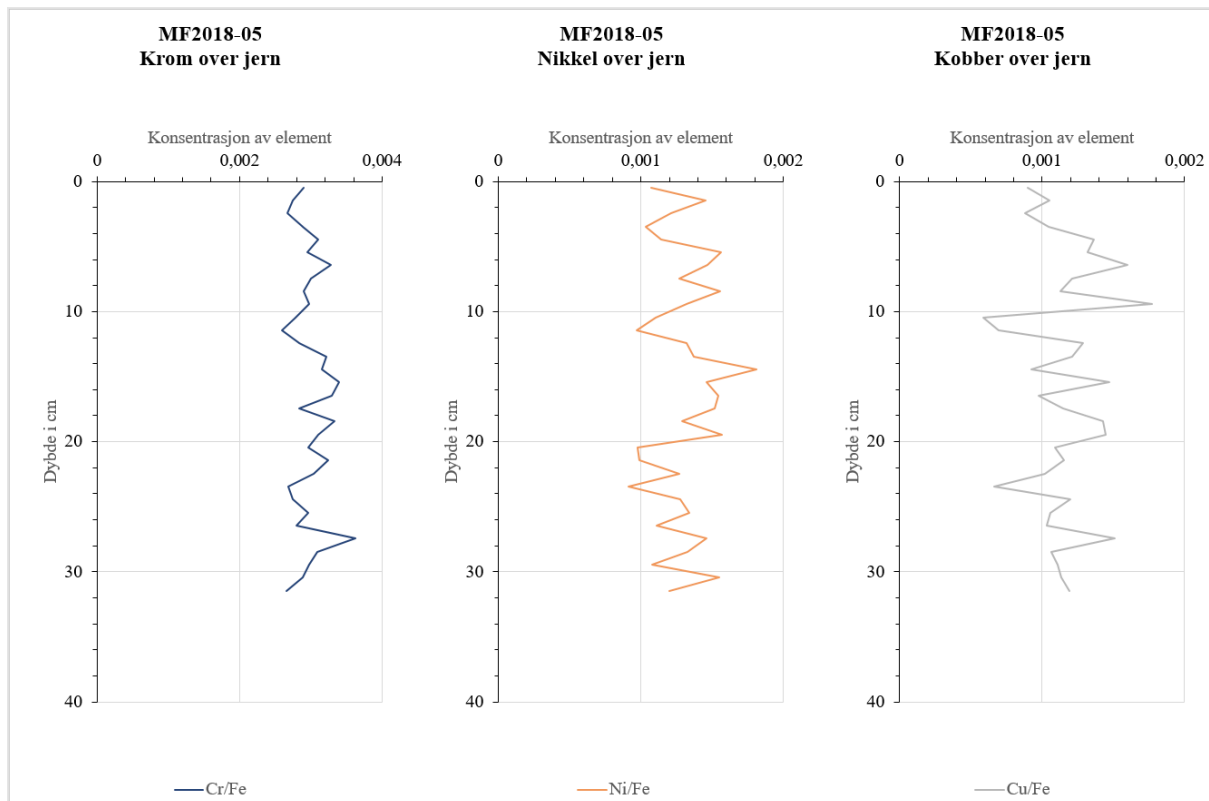 MF2018-05
Krom over jern
Konsentrasjon av element
0 0,002 0,004
0
10
20
30
40
Dybde i cm
Cr/Fe
MF2018-05
Nikkel over jern
Konsentrasjon av element
0 0,001 0,002
0
10
20
30
40
Dybde i cm
Ni/Fe
MF2018-05
Kobber over jern
Konsentrasjon av element
0 0,001 0,002
0
10
20
30
40
Dybde i cm
Cu/Fe